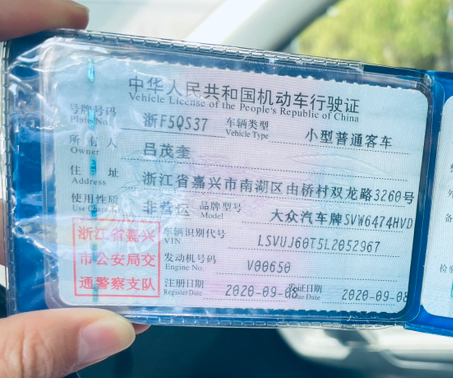 中华人民共和国机动车行驶证
Vehicle License of the People's Republic of China
号牌号码 浙F5QS37 车辆类型 小型普通客车
Plate No. Vehicle Type
所有人 吕茂奎
Owner
住址 浙江省嘉兴市南湖区由桥村双龙路3260号
Address
使用性质 非营运 品牌型号 大众汽车牌SVW6474HVD
Use Model
浙江省嘉兴
市公安局交
通警察支队
车辆识别代号 LSVUJ60T5L2052967
VIN
发动机号码 V00650
Engine No.
注册日期 2020-09-08 发证日期 2020-09-08
Register Date Issue Date